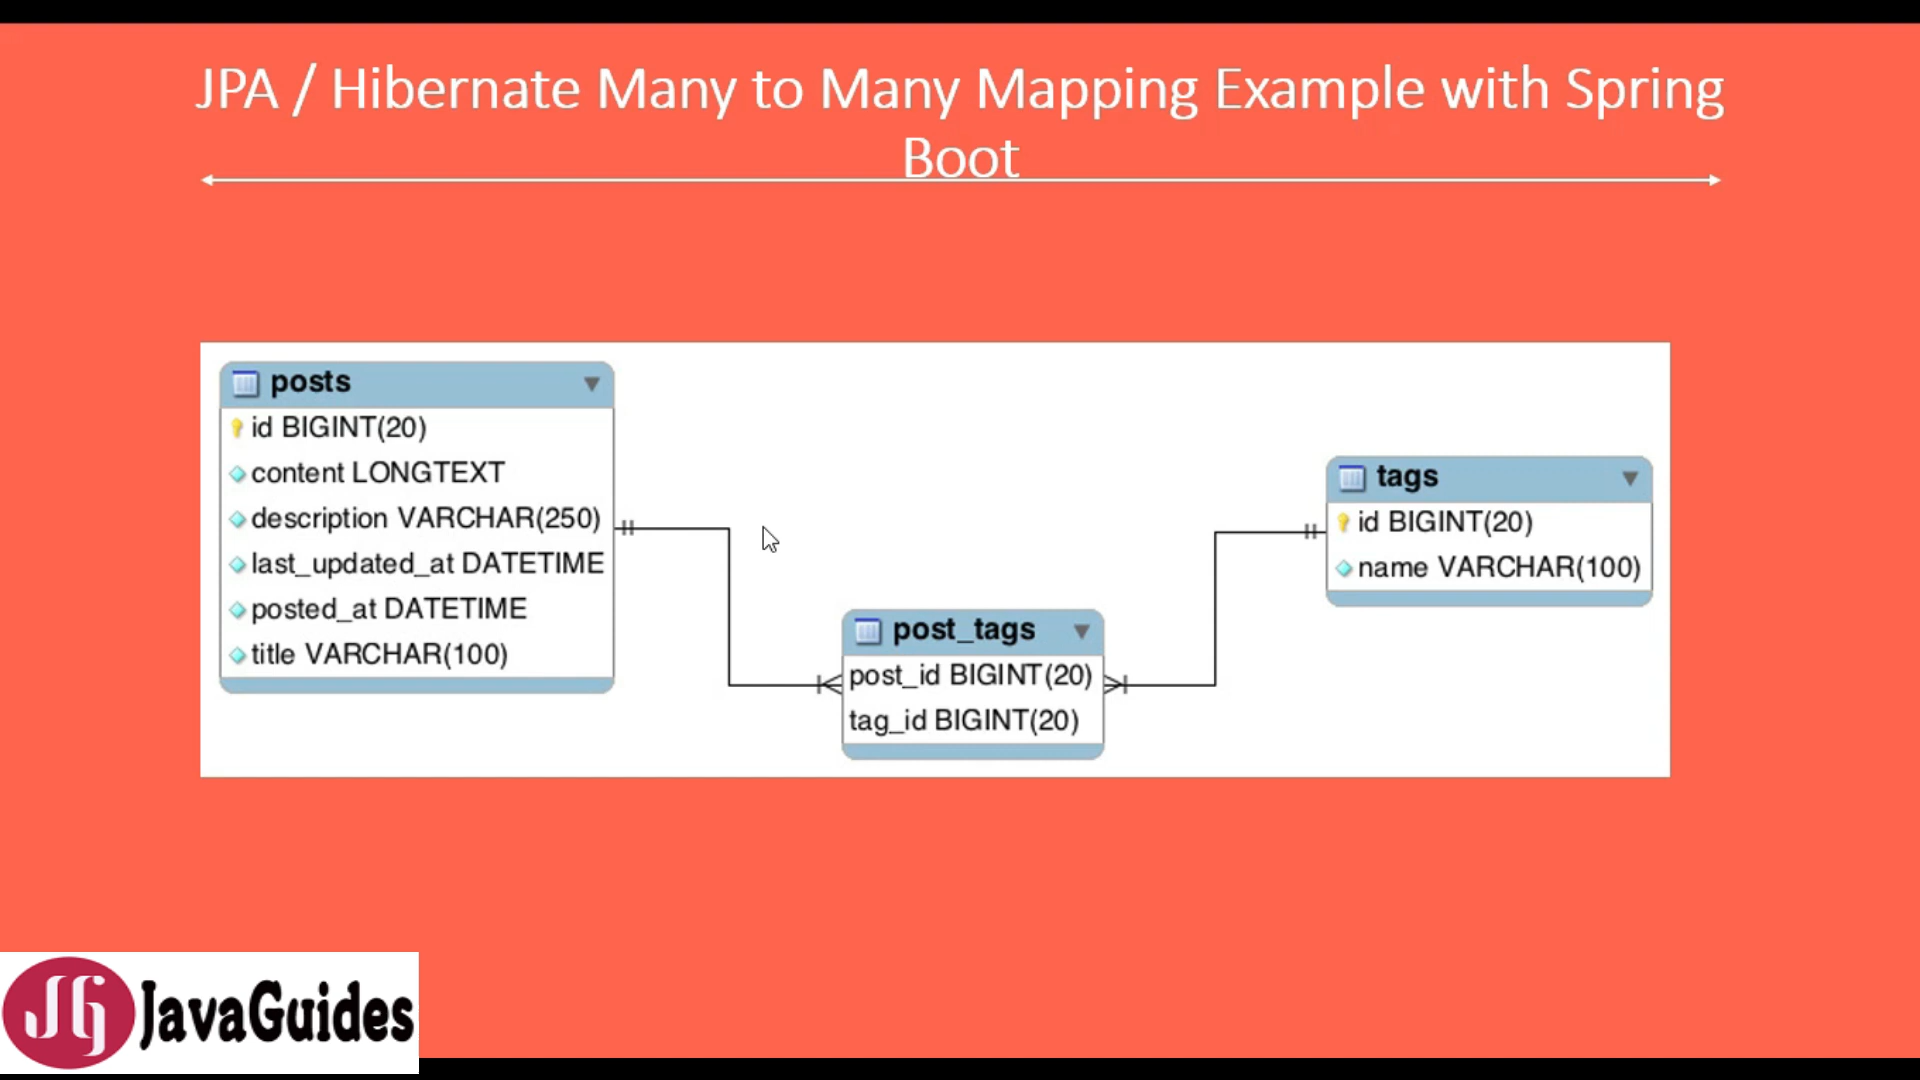 JPA / Hibernate Many to Many Mapping Example with Spring
Boot
posts
id BIGINT(20)
content LONGTEXT
description VARCHAR(250)
last_updated_at DATETIME
posted_at DATETIME
title VARCHAR(100)
tags
id BIGINT(20)
name VARCHAR(100)
post_tags
post_id BIGINT(20)
tag_id BIGINT(20)
JG JavaGuides